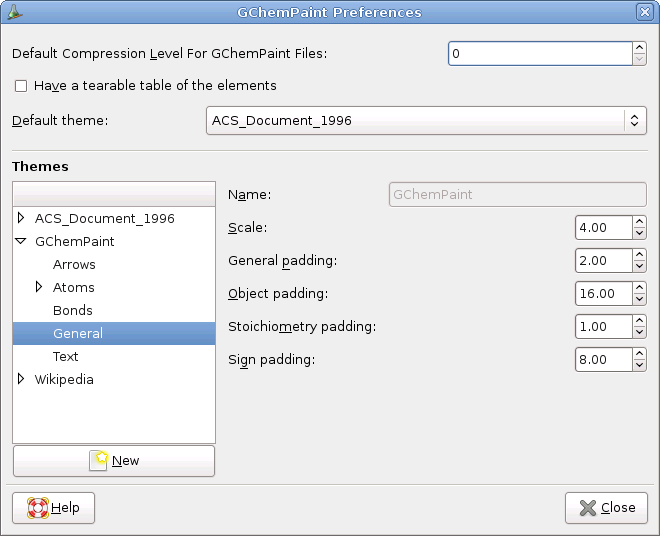 GChemPaint Preferences
Default Compression Level For GChemPaint Files: 0
Have a tearable table of the elements
Default theme: ACS_Document_1996
Themes
Name: GChemPaint
ACS_Document_1996
Scale: 4.00
GChemPaint
General padding: 2.00
Arrows
Atoms
Object padding: 16.00
Bonds
General
Stoichiometry padding: 1.00
Text
Sign padding: 8.00
Wikipedia
New
Help
Close